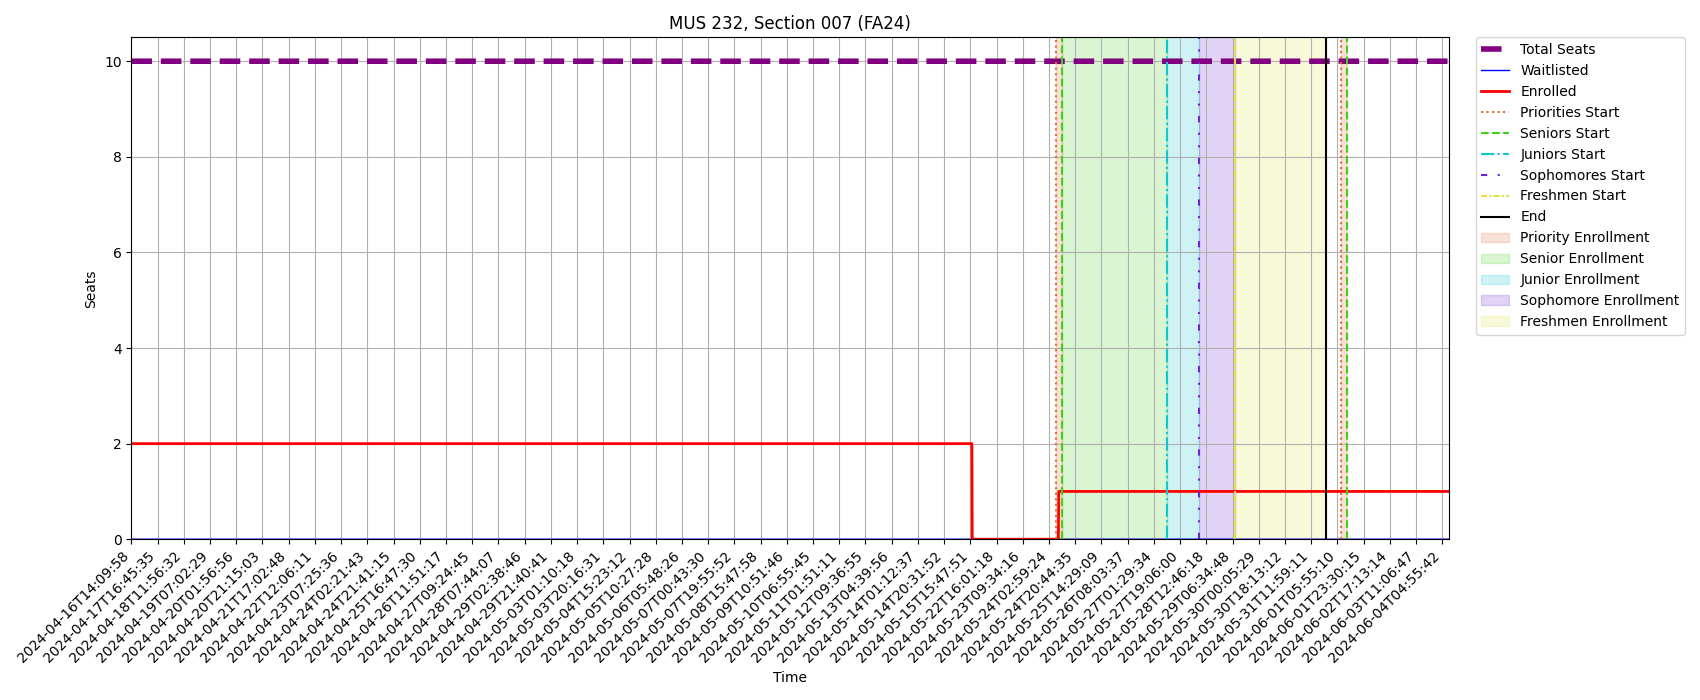 MUS 232, Section 007 (FA24)
Seats
10
8
6
4
2
0
2024-04-16T14:09:58
2024-04-17T16:45:35
2024-04-18T11:56:32
2024-04-19T07:02:29
2024-04-20T01:56:56
2024-04-20T21:15:03
2024-04-21T17:02:48
2024-04-22T12:06:11
2024-04-23T07:25:36
2024-04-24T02:21:43
2024-04-24T21:41:15
2024-04-25T16:47:30
2024-04-26T11:51:17
2024-04-27T09:24:45
2024-04-28T07:44:07
2024-04-29T02:38:46
2024-04-29T21:40:41
2024-05-03T01:10:18
2024-05-03T20:16:31
2024-05-04T15:23:12
2024-05-05T10:27:28
2024-05-06T05:48:26
2024-05-07T00:43:30
2024-05-07T19:55:52
2024-05-08T15:47:58
2024-05-09T10:51:46
2024-05-10T06:55:45
2024-05-11T01:51:11
2024-05-12T09:36:55
2024-05-13T04:39:56
2024-05-14T01:12:37
2024-05-14T20:31:52
2024-05-15T15:47:51
2024-05-22T16:01:18
2024-05-23T09:34:16
2024-05-24T02:59:24
2024-05-24T20:44:35
2024-05-25T14:29:09
2024-05-26T08:03:37
2024-05-27T01:29:34
2024-05-27T19:06:00
2024-05-28T12:46:18
2024-05-29T06:34:48
2024-05-30T00:05:29
2024-05-30T18:13:12
2024-05-31T11:59:11
2024-06-01T05:55:10
2024-06-01T23:30:15
2024-06-02T17:13:14
2024-06-03T11:06:47
2024-06-04T04:55:42
Time
Total Seats
Waitlisted
Enrolled
Priorities Start
Seniors Start
Juniors Start
Sophomores Start
Freshmen Start
End
Priority Enrollment
Senior Enrollment
Junior Enrollment
Sophomore Enrollment
Freshmen Enrollment